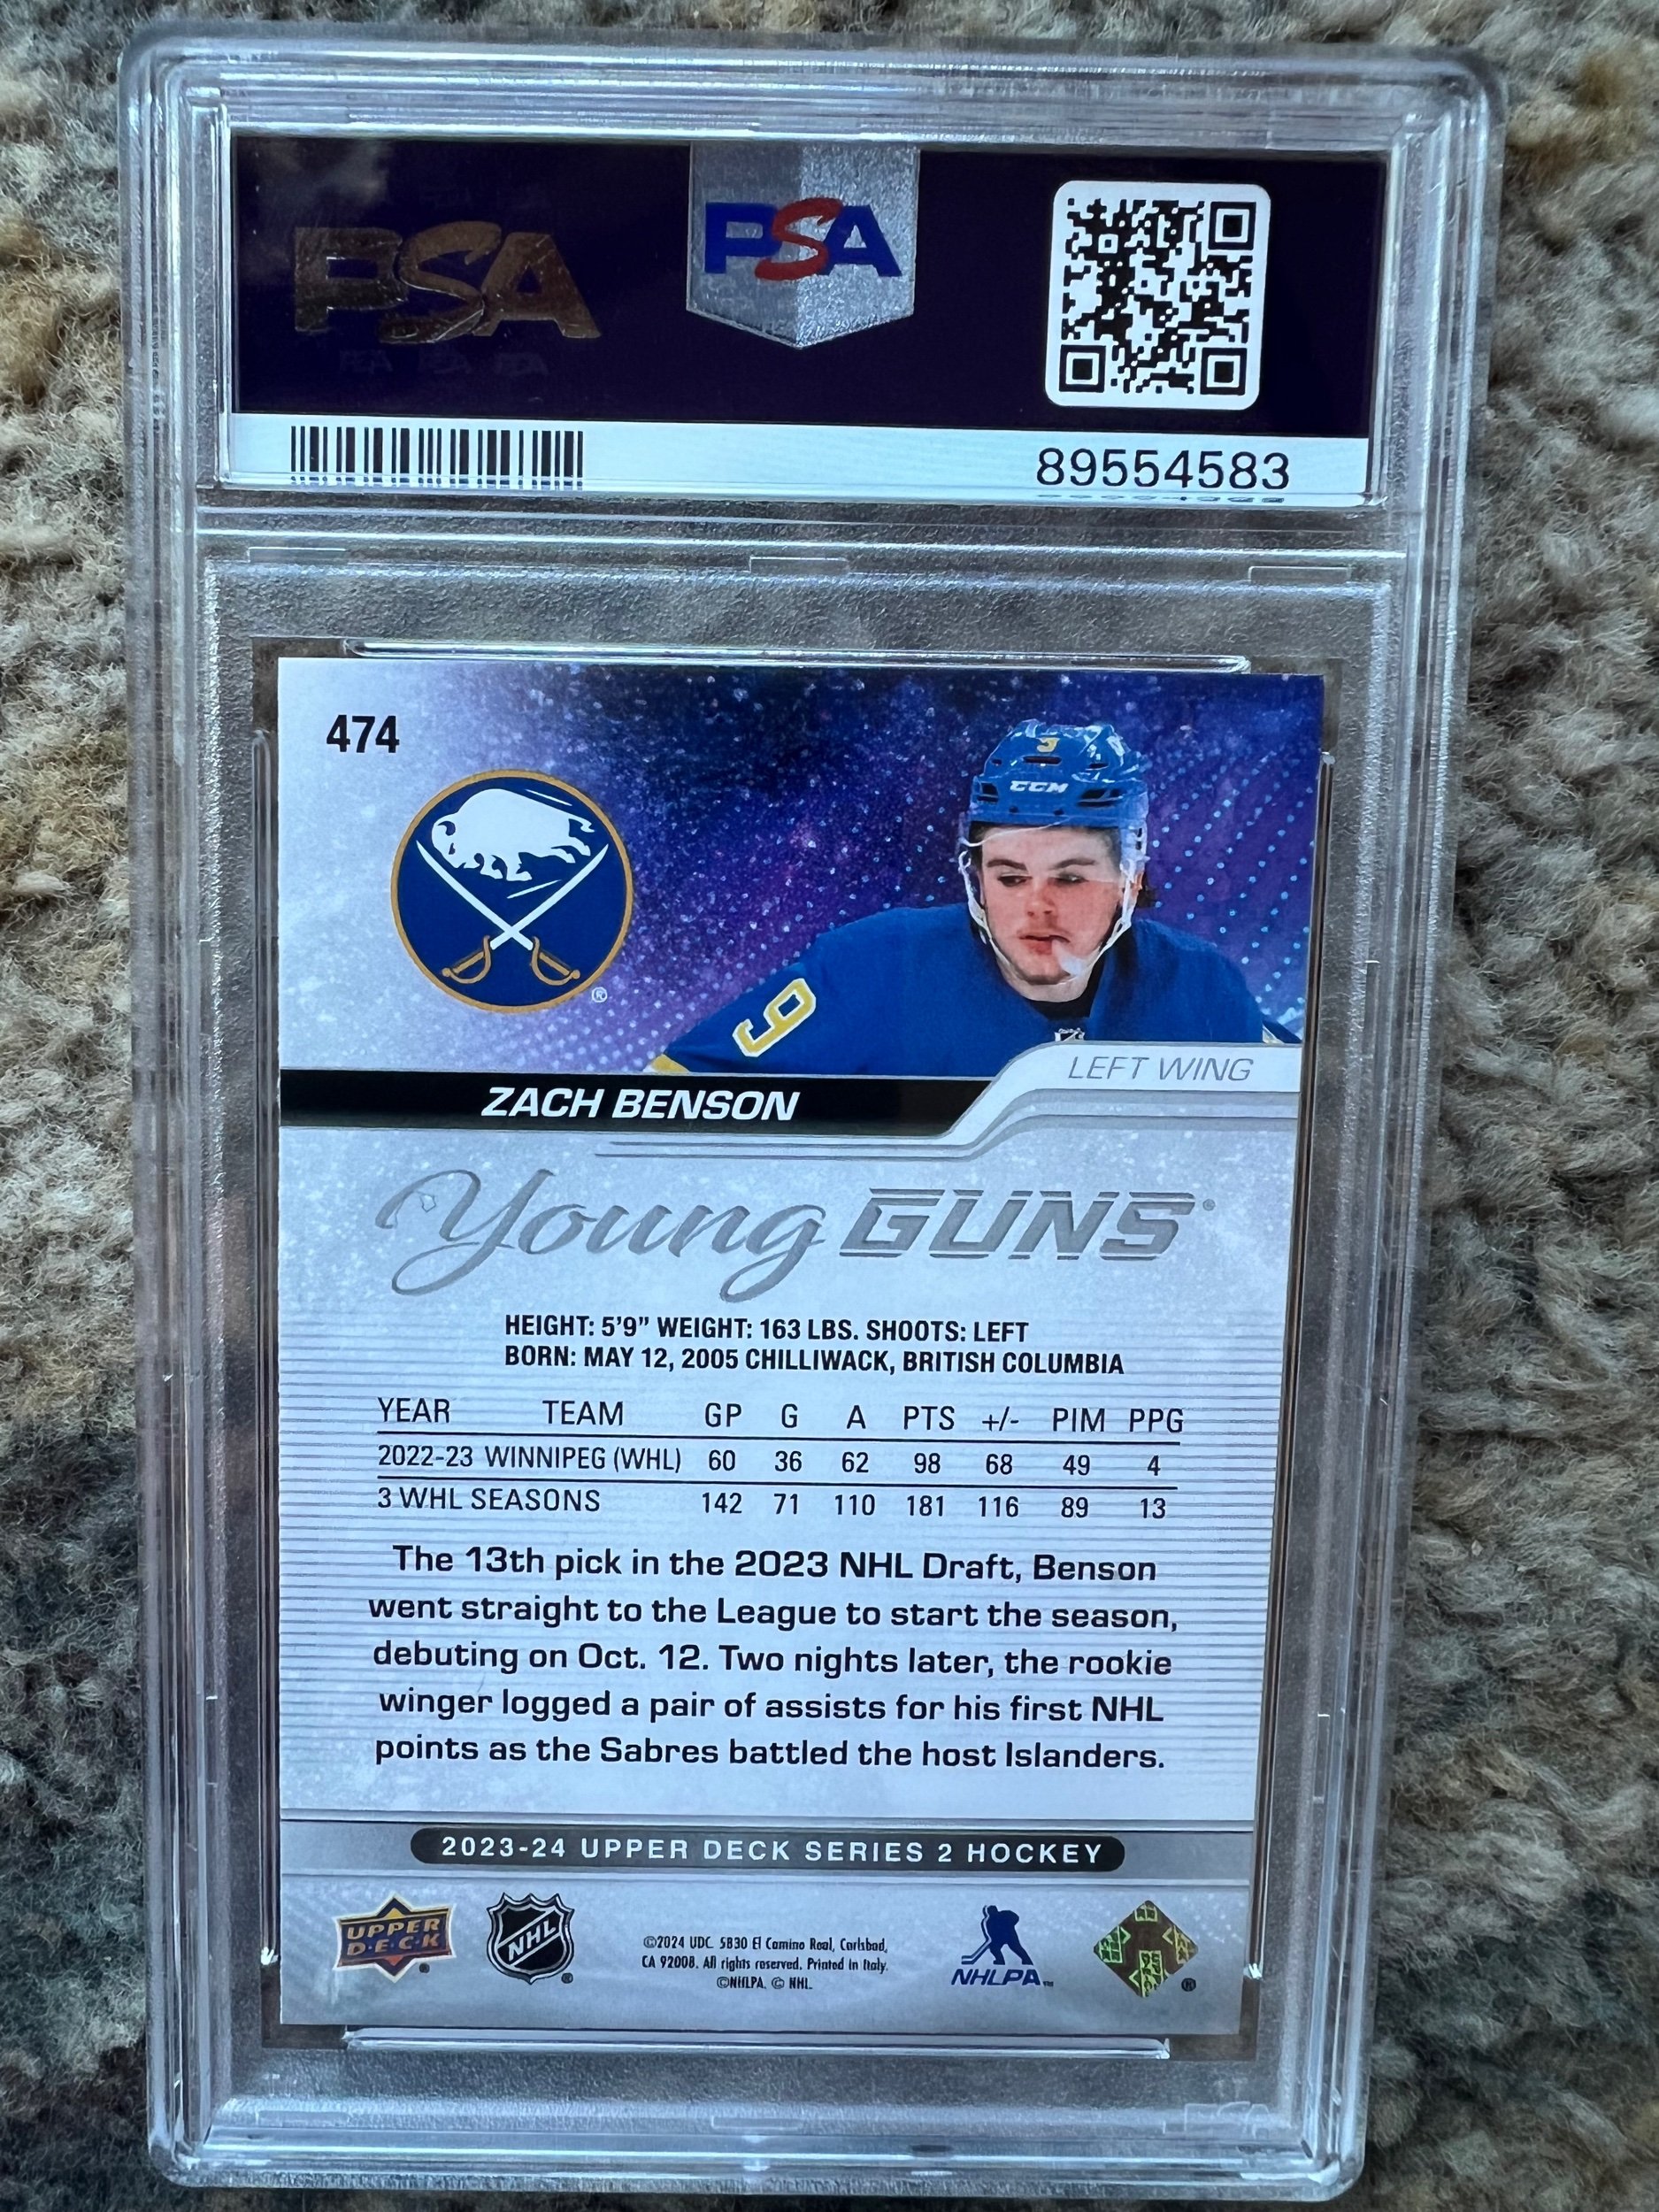 PSA
PSA
89554583
474
CCM
9
®
LEFT WING
ZACH BENSON
Young GUNS®
HEIGHT: 5'9" WEIGHT: 163 LBS. SHOOTS: LEFT
BORN: MAY 12, 2005 CHILLIWACK, BRITISH COLUMBIA
YEAR TEAM GP G A PTS +/- PIM PPG
2022-23 WINNIPEG (WHL) 60 36 62 98 68 49 4
3 WHL SEASONS 142 71 110 181 116 89 13
The 13th pick in the 2023 NHL Draft, Benson
went straight to the League to start the season,
debuting on Oct. 12. Two nights later, the rookie
winger logged a pair of assists for his first NHL
points as the Sabres battled the host Islanders.
2023-24 UPPER DECK SERIES 2 HOCKEY
UPPER
D·E·C·K
NHL
©2024 UDC. 5830 El Camino Real, Carlsbad,
CA 92008. All rights reserved. Printed in Italy.
©NHLPA. © NHL.
NHLPA™
PSA